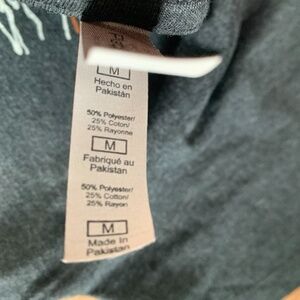 M
Hecho en
Pakistán
50% Polyester/
25% Coton/
25% Rayonne
M
Fabriqué au
Pakistan
50% Polyester/
25% Cotton/
25% Rayon
M
Made In
Pakistan